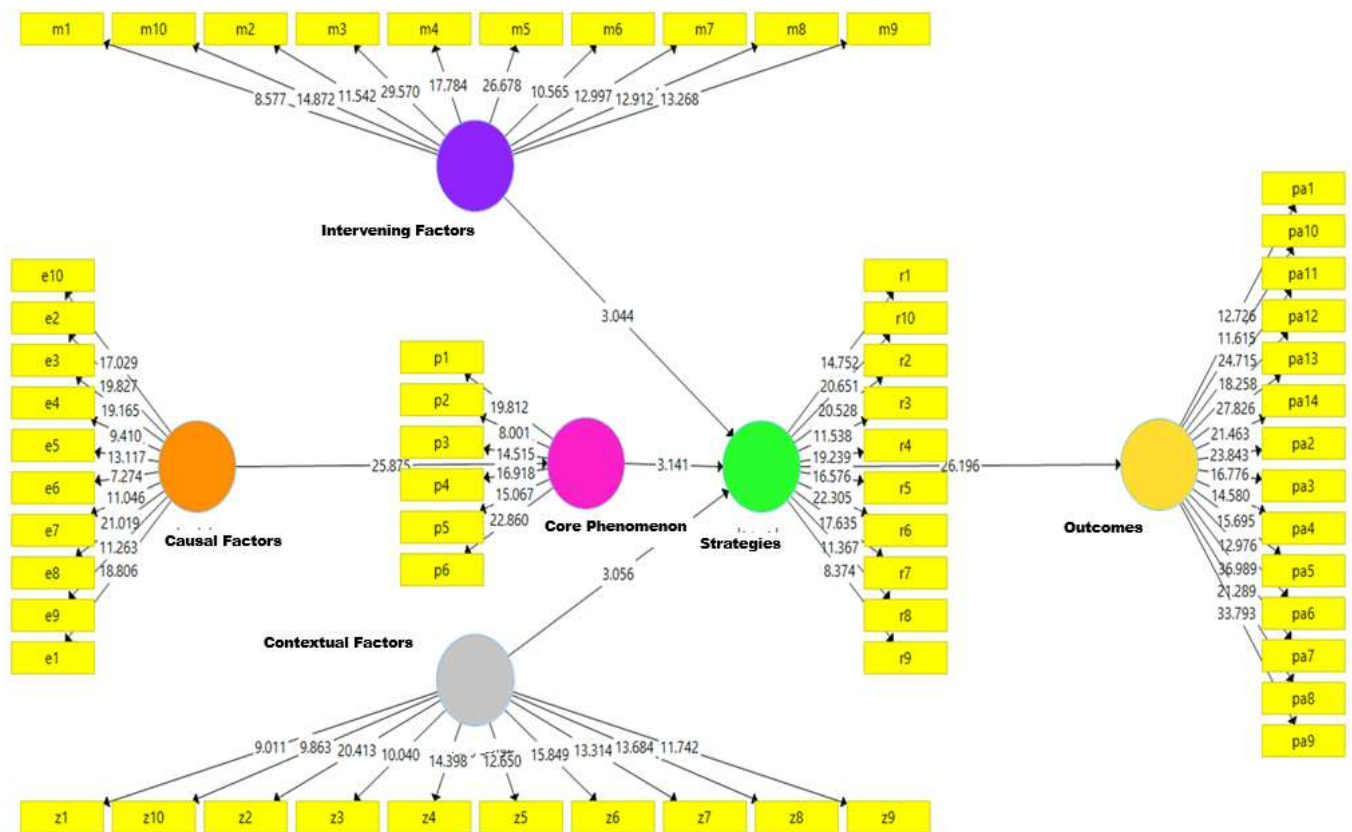 m1 m10 m2 m3 m4 m5 m6 m7 m8 m9
8.577 14.872 11.542 29.570 17.784 26.678 10.565 12.997 12.912 13.268
Intervening Factors
3.044
e10
e2
e3
e4
e5
e6
e7
e8
e9
e1
17.029
19.827
19.165
9.410
13.117
7.274
11.046
21.019
11.263
18.806
Causal Factors
25.875
p1
p2
p3
p4
p5
p6
19.812
8.001
14.515
16.918
15.067
22.860
Core Phenomenon
3.141
Strategies
r1
r10
r2
r3
r4
r5
r6
r7
r8
r9
14.752
20.651
20.528
11.538
19.239
16.576
22.305
17.635
11.367
8.374
26.196
Outcomes
pa1
pa10
pa11
pa12
pa13
pa14
pa2
pa3
pa4
pa5
pa6
pa7
pa8
pa9
12.726
11.615
24.715
18.258
27.826
21.463
23.843
16.776
14.580
15.695
12.976
36.989
21.289
33.793
3.056
Contextual Factors
9.011 9.863 20.413 10.040 14.398 12.650 15.849 13.314 13.684 11.742
z1 z10 z2 z3 z4 z5 z6 z7 z8 z9